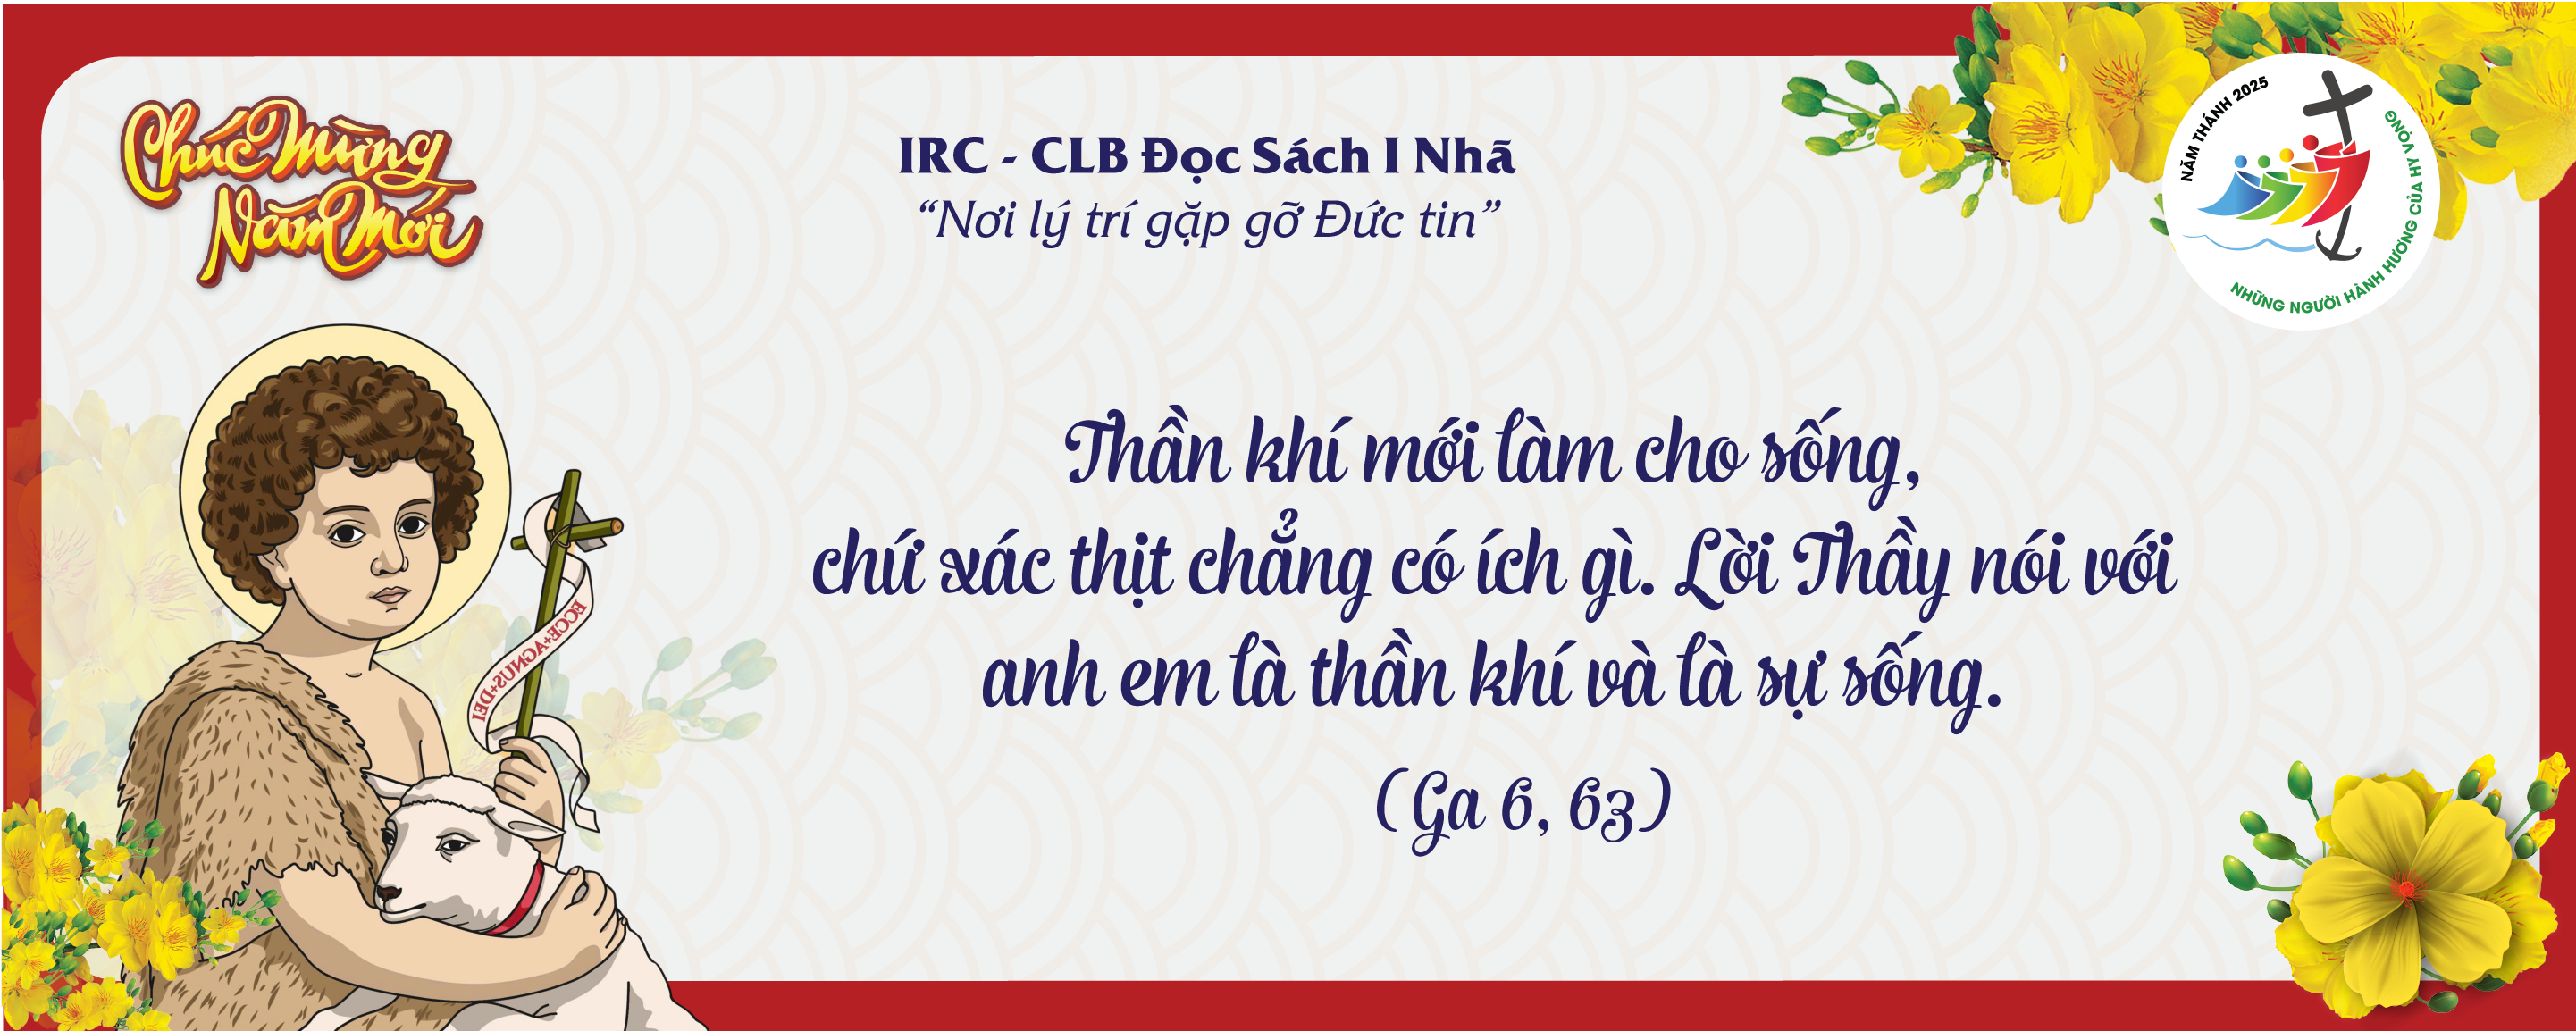 Chúc Mừng
Năm Mới
IRC - CLB Đọc Sách I Nhã
“Nơi lý trí gặp gỡ Đức tin”
NĂM THÁNH 2025
NHỮNG NGƯỜI HÀNH HƯƠNG CỦA HY VỌNG
Thần khí mới làm cho sống,
chứ xác thịt chẳng có ích gì. Lời Thầy nói với
anh em là thần khí và là sự sống.
(Ga 6, 63)
ECCE+AGNUS+DEI